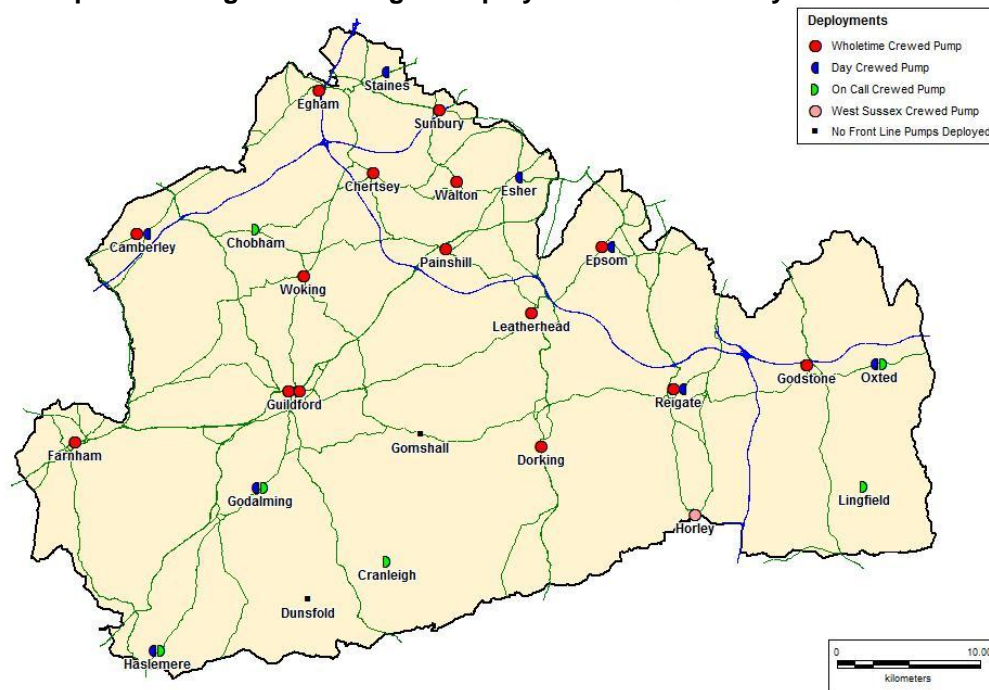 Deployments
Wholetime Crewed Pump
Day Crewed Pump
On Call Crewed Pump
West Sussex Crewed Pump
No Front Line Pumps Deployed
Staines
Egham
Sunbury
Chertsey
Walton
Esher
Camberley
Chobham
Painshill
Epsom
Woking
Leatherhead
Godstone
Oxted
Guildford
Reigate
Farnham
Gomshall
Dorking
Godalming
Lingfield
Horley
Cranleigh
Dunsfold
Haslemere
0 10.00
kilometers